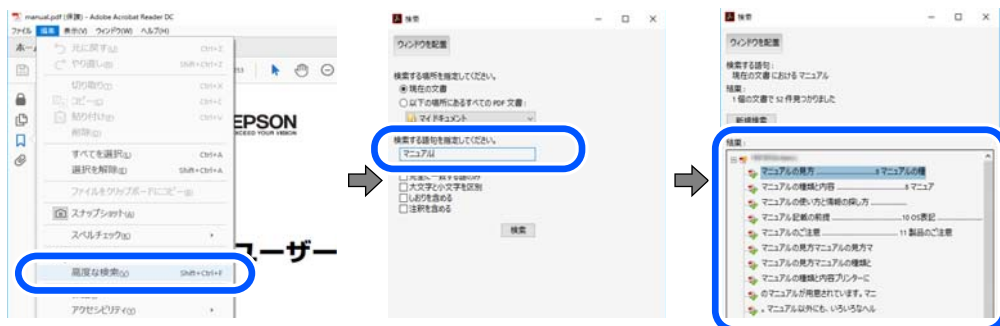 manual.pdf (保護) - Adobe Acrobat Reader DC
ファイル 編集 表示(V) ウィンドウ(W) ヘルプ(H)
元に戻す(U) Ctrl+Z
やり直し(R) Shift+Ctrl+Z
切り取り(T) Ctrl+X
コピー(C) Ctrl+C
貼り付け(P) Ctrl+V
削除(D)
すべてを選択(L) Ctrl+A
選択を解除(E) Shift+Ctrl+A
ファイルをクリップボードにコピー(B)
スナップショット(A)
スペルチェック(K)
高度な検索(V) Shift+Ctrl+F
アクセシビリティ(Y)
EPSON
EXCEED YOUR VISION
ユーザー
検索
ウィンドウを配置
検索する場所を指定してください。
現在の文書
以下の場所にあるすべての PDF 文書:
マイドキュメント
検索する語句を指定してください。
マニュアル
完全に一致する語のみ
大文字と小文字を区別
しおりを含める
注釈を含める
検索
検索
ウィンドウを配置
検索する語句:
現在の文書 における マニュアル
結果:
1 個の文書で 52 件見つかりました
新規検索
結果:
マニュアルの見方 8 マニュアルの種
マニュアルの種類と内容 8 マニュア
マニュアルの使い方と情報の探し方
マニュアル記載の前提 10 OS表記
マニュアルのご注意 11 製品のご注意
マニュアルの見方マニュアルの見方マ
マニュアルの見方マニュアルの種類と
マニュアルの種類と内容プリンターに
のマニュアルが用意されています。マニ
。マニュアル以外にも、いろいろなヘル